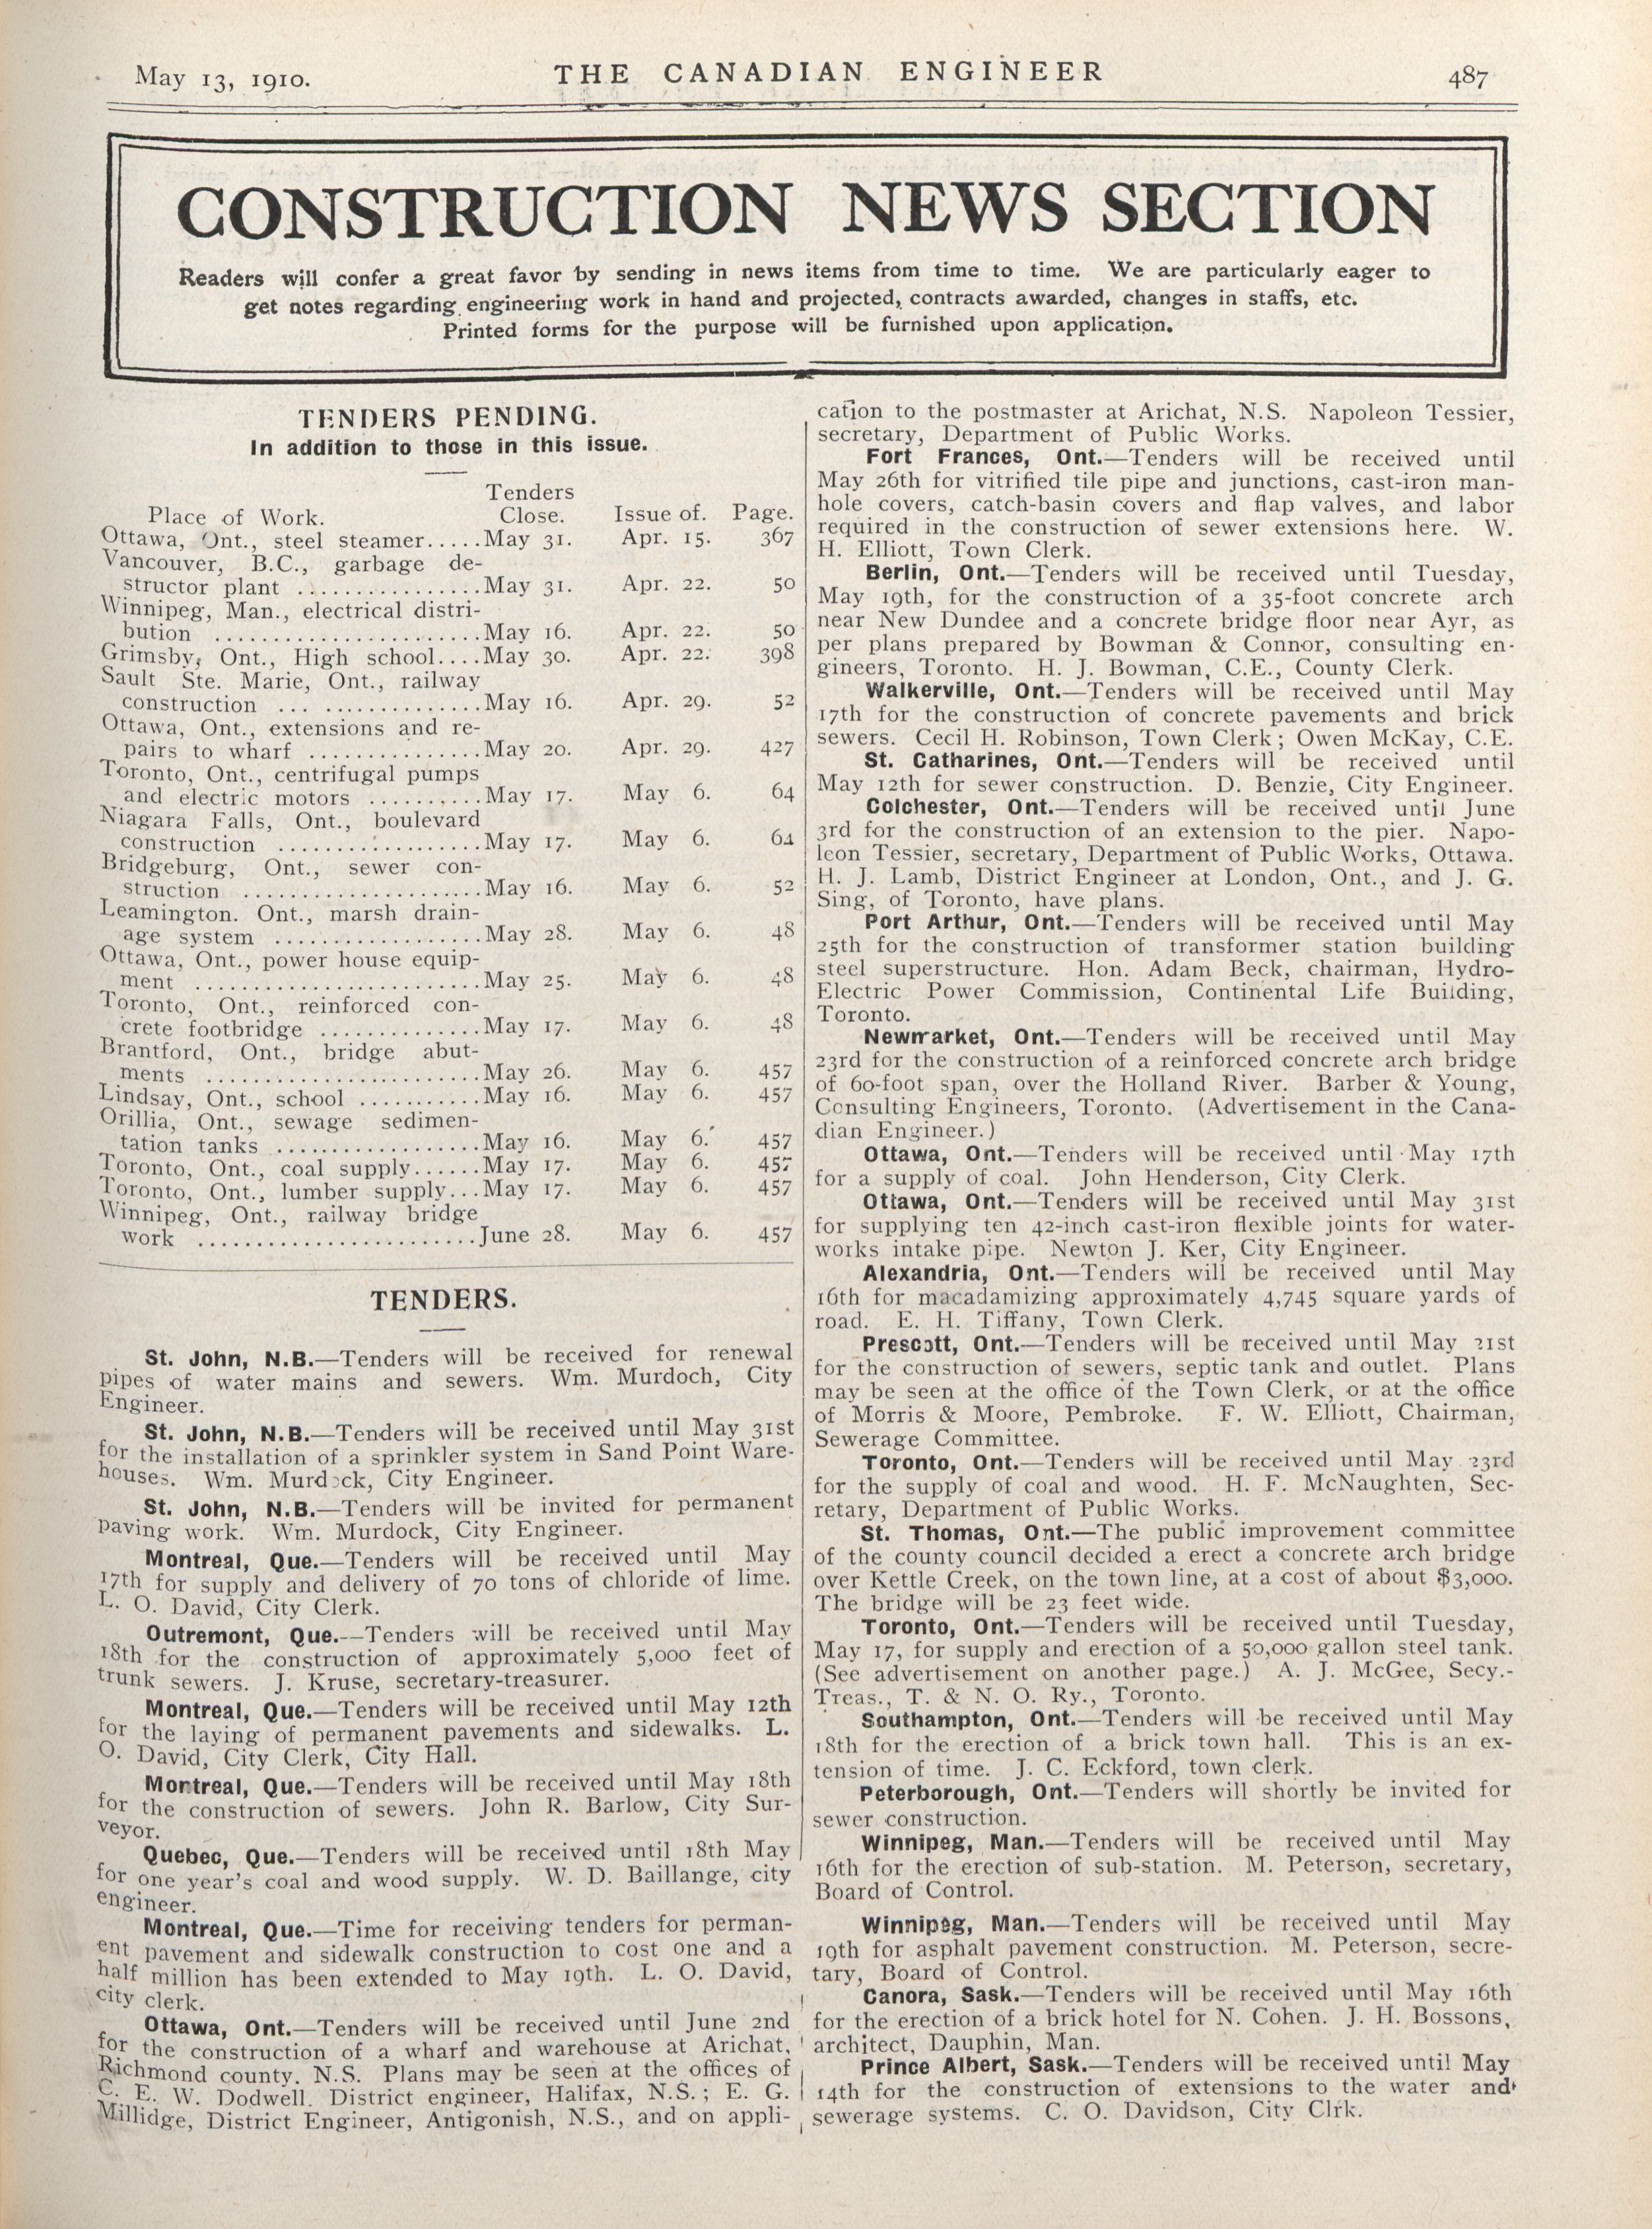 May 13, 1910.
THE CANADIAN ENGINEER
487
CONSTRUCTION NEWS SECTION
Readers will confer a great favor by sending in news items from time to time. We are particularly eager to
get notes regarding engineering work in hand and projected, contracts awarded, changes in staffs, etc.
Printed forms for the purpose will be furnished upon application.
TENDERS PENDING.
In addition to those in this issue.
Tenders
Place of Work. Close. Issue of. Page.
Ottawa, Ont., steel steamer.....May 31. Apr. 15. 367
Vancouver, B.C., garbage de-
structor plant ................May 31. Apr. 22. 50
Winnipeg, Man., electrical distri-
bution .......................May 16. Apr. 22. 50
Grimsby, Ont., High school....May 30. Apr. 22. 398
Sault Ste. Marie, Ont., railway
construction ... ..............May 16. Apr. 29. 52
Ottawa, Ont., extensions and re-
pairs to wharf ...............May 20. Apr. 29. 427
Toronto, Ont., centrifugal pumps
and electric motors ..........May 17. May 6. 64
Niagara Falls, Ont., boulevard
construction ..................May 17. May 6. 64
Bridgeburg, Ont., sewer con-
struction .....................May 16. May 6. 52
Leamington. Ont., marsh drain-
age system ..................May 28. May 6. 48
Ottawa, Ont., power house equip-
ment .........................May 25. May 6. 48
Toronto, Ont., reinforced con-
crete footbridge ..............May 17. May 6. 48
Brantford, Ont., bridge abut-
ments ........................May 26. May 6. 457
Lindsay, Ont., school ...........May 16. May 6. 457
Orillia, Ont., sewage sedimen-
tation tanks ..................May 16. May 6. 457
Toronto, Ont., coal supply......May 17. May 6. 457
Toronto, Ont., lumber supply...May 17. May 6. 457
Winnipeg, Ont., railway bridge
work ........................June 28. May 6. 457
TENDERS.
St. John, N.B.—Tenders will be received for renewal
pipes of water mains and sewers. Wm. Murdoch, City
Engineer.
St. John, N.B.—Tenders will be received until May 31st
for the installation of a sprinkler system in Sand Point Ware-
houses. Wm. Murdock, City Engineer.
St. John, N.B.—Tenders will be invited for permanent
paving work. Wm. Murdock, City Engineer.
Montreal, Que.—Tenders will be received until May
17th for supply and delivery of 70 tons of chloride of lime.
L. O. David, City Clerk.
Outremont, Que.--Tenders will be received until May
18th for the construction of approximately 5,000 feet of
trunk sewers. J. Kruse, secretary-treasurer.
Montreal, Que.—Tenders will be received until May 12th
for the laying of permanent pavements and sidewalks. L.
O. David, City Clerk, City Hall.
Montreal, Que.—Tenders will be received until May 18th
for the construction of sewers. John R. Barlow, City Sur-
veyor.
Quebec, Que.—Tenders will be received until 18th May
for one year's coal and wood supply. W. D. Baillange, city
engineer.
Montreal, Que.—Time for receiving tenders for perman-
ent pavement and sidewalk construction to cost one and a
half million has been extended to May 19th. L. O. David,
city clerk.
Ottawa, Ont.—Tenders will be received until June 2nd
for the construction of a wharf and warehouse at Arichat,
Richmond county. N.S. Plans may be seen at the offices of
C. E. W. Dodwell. District engineer, Halifax, N.S.; E. G.
Millidge, District Engineer, Antigonish, N.S., and on appli-
cation to the postmaster at Arichat, N.S. Napoleon Tessier,
secretary, Department of Public Works.
Fort Frances, Ont.—Tenders will be received until
May 26th for vitrified tile pipe and junctions, cast-iron man-
hole covers, catch-basin covers and flap valves, and labor
required in the construction of sewer extensions here. W.
H. Elliott, Town Clerk.
Berlin, Ont.—Tenders will be received until Tuesday,
May 19th, for the construction of a 35-foot concrete arch
near New Dundee and a concrete bridge floor near Ayr, as
per plans prepared by Bowman & Connor, consulting en-
gineers, Toronto. H. J. Bowman, C.E., County Clerk.
Walkerville, Ont.—Tenders will be received until May
17th for the construction of concrete pavements and brick
sewers. Cecil H. Robinson, Town Clerk; Owen McKay, C.E.
St. Catharines, Ont.—Tenders will be received until
May 12th for sewer construction. D. Benzie, City Engineer.
Colchester, Ont.—Tenders will be received until June
3rd for the construction of an extension to the pier. Napo-
leon Tessier, secretary, Department of Public Works, Ottawa.
H. J. Lamb, District Engineer at London, Ont., and J. G.
Sing, of Toronto, have plans.
Port Arthur, Ont.—Tenders will be received until May
25th for the construction of transformer station building
steel superstructure. Hon. Adam Beck, chairman, Hydro-
Electric Power Commission, Continental Life Building,
Toronto.
Newmarket, Ont.—Tenders will be received until May
23rd for the construction of a reinforced concrete arch bridge
of 60-foot span, over the Holland River. Barber & Young,
Consulting Engineers, Toronto. (Advertisement in the Cana-
dian Engineer.)
Ottawa, Ont.—Tenders will be received until May 17th
for a supply of coal. John Henderson, City Clerk.
Ottawa, Ont.—Tenders will be received until May 31st
for supplying ten 42-inch cast-iron flexible joints for water-
works intake pipe. Newton J. Ker, City Engineer.
Alexandria, Ont.—Tenders will be received until May
16th for macadamizing approximately 4,745 square yards of
road. E. H. Tiffany, Town Clerk.
Prescott, Ont.—Tenders will be received until May 21st
for the construction of sewers, septic tank and outlet. Plans
may be seen at the office of the Town Clerk, or at the office
of Morris & Moore, Pembroke. F. W. Elliott, Chairman,
Sewerage Committee.
Toronto, Ont.—Tenders will be received until May 23rd
for the supply of coal and wood. H. F. McNaughten, Sec-
retary, Department of Public Works.
St. Thomas, Ont.—The public improvement committee
of the county council decided a erect a concrete arch bridge
over Kettle Creek, on the town line, at a cost of about $3,000.
The bridge will be 23 feet wide.
Toronto, Ont.—Tenders will be received until Tuesday,
May 17, for supply and erection of a 50,000 gallon steel tank.
(See advertisement on another page.) A. J. McGee, Secy.-
Treas., T. & N. O. Ry., Toronto.
Southampton, Ont.—Tenders will be received until May
18th for the erection of a brick town hall. This is an ex-
tension of time. J. C. Eckford, town clerk.
Peterborough, Ont.—Tenders will shortly be invited for
sewer construction.
Winnipeg, Man.—Tenders will be received until May
16th for the erection of sub-station. M. Peterson, secretary,
Board of Control.
Winnipeg, Man.—Tenders will be received until May
19th for asphalt pavement construction. M. Peterson, secre-
tary, Board of Control.
Canora, Sask.—Tenders will be received until May 16th
for the erection of a brick hotel for N. Cohen. J. H. Bossons,
architect, Dauphin, Man.
Prince Albert, Sask.—Tenders will be received until May
14th for the construction of extensions to the water and
sewerage systems. C. O. Davidson, City Clrk.